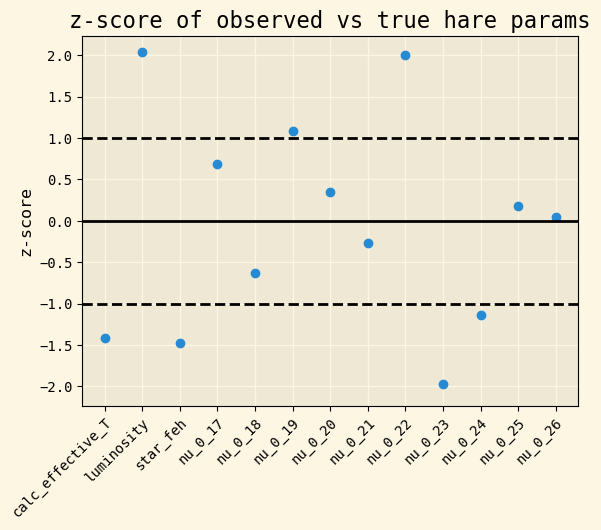 z-score of observed vs true hare params
z-score
2.0
1.5
1.0
0.5
0.0
−0.5
−1.0
−1.5
−2.0
calc_effective_T
luminosity
star_feh
nu_0_17
nu_0_18
nu_0_19
nu_0_20
nu_0_21
nu_0_22
nu_0_23
nu_0_24
nu_0_25
nu_0_26